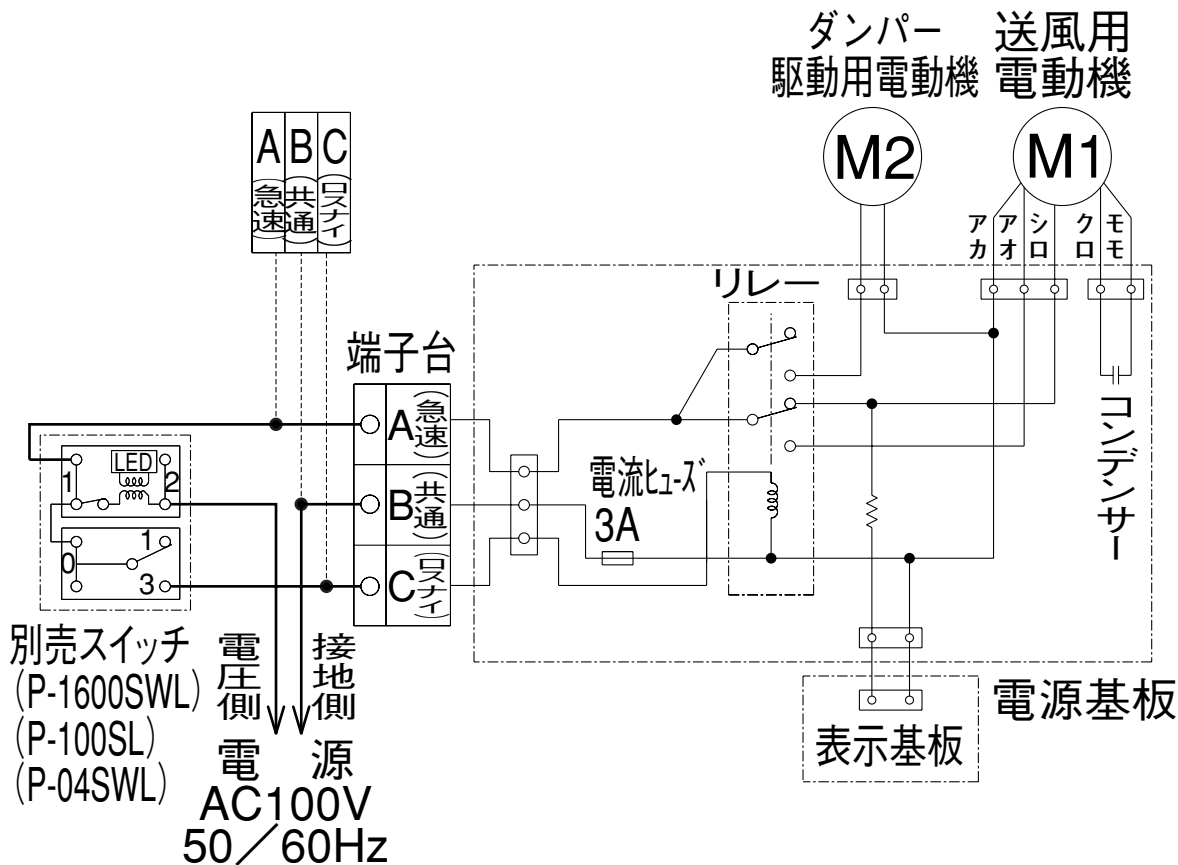 ダンパー
駆動用電動機
送風用
電動機
M2
M1
アカ
アオ
シロ
クロ
モモ
A
(急速)
B
(共通)
C
(ロスナイ)
リレー
端子台
A
(急速)
B
(共通)
C
(ロスナイ)
電流ヒューズ
3A
コンデンサー
LED
1
2
0
1
3
別売スイッチ
(P-1600SWL)
(P-100SL)
(P-04SWL)
電圧側
接地側
電源
AC100V
50／60Hz
表示基板
電源基板